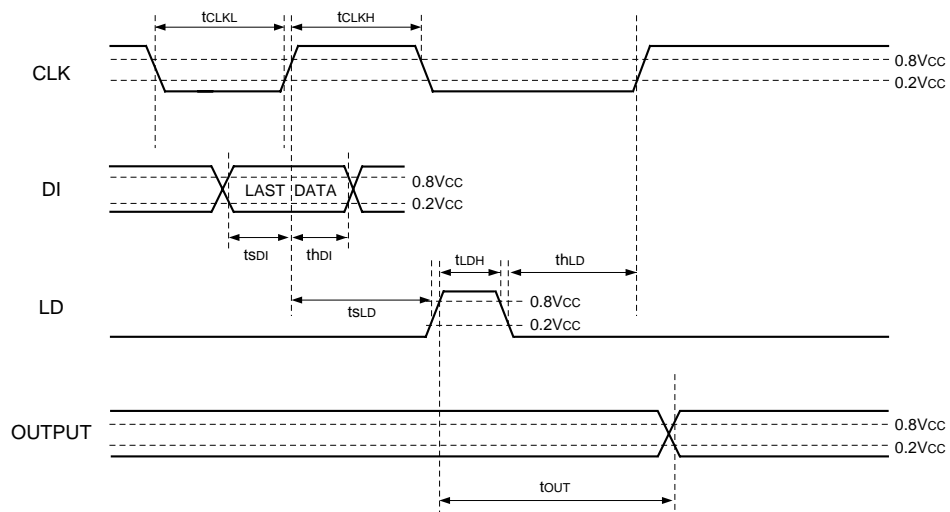 tCLKL
tCLKH
CLK
0.8VCC
0.2VCC
DI
LAST DATA
0.8VCC
0.2VCC
tsDI
thDI
tLDH
thLD
LD
tsLD
0.8VCC
0.2VCC
OUTPUT
0.8VCC
0.2VCC
tOUT